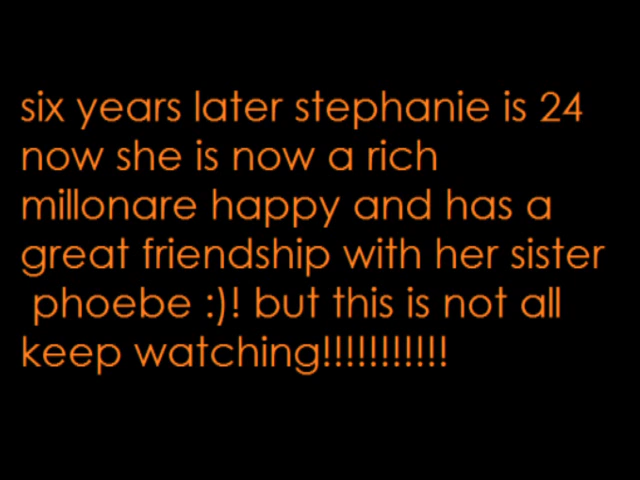 six years later stephanie is 24
now she is now a rich
millonare happy and has a
great friendship with her sister
phoebe :)! but this is not all
keep watching!!!!!!!!!!!